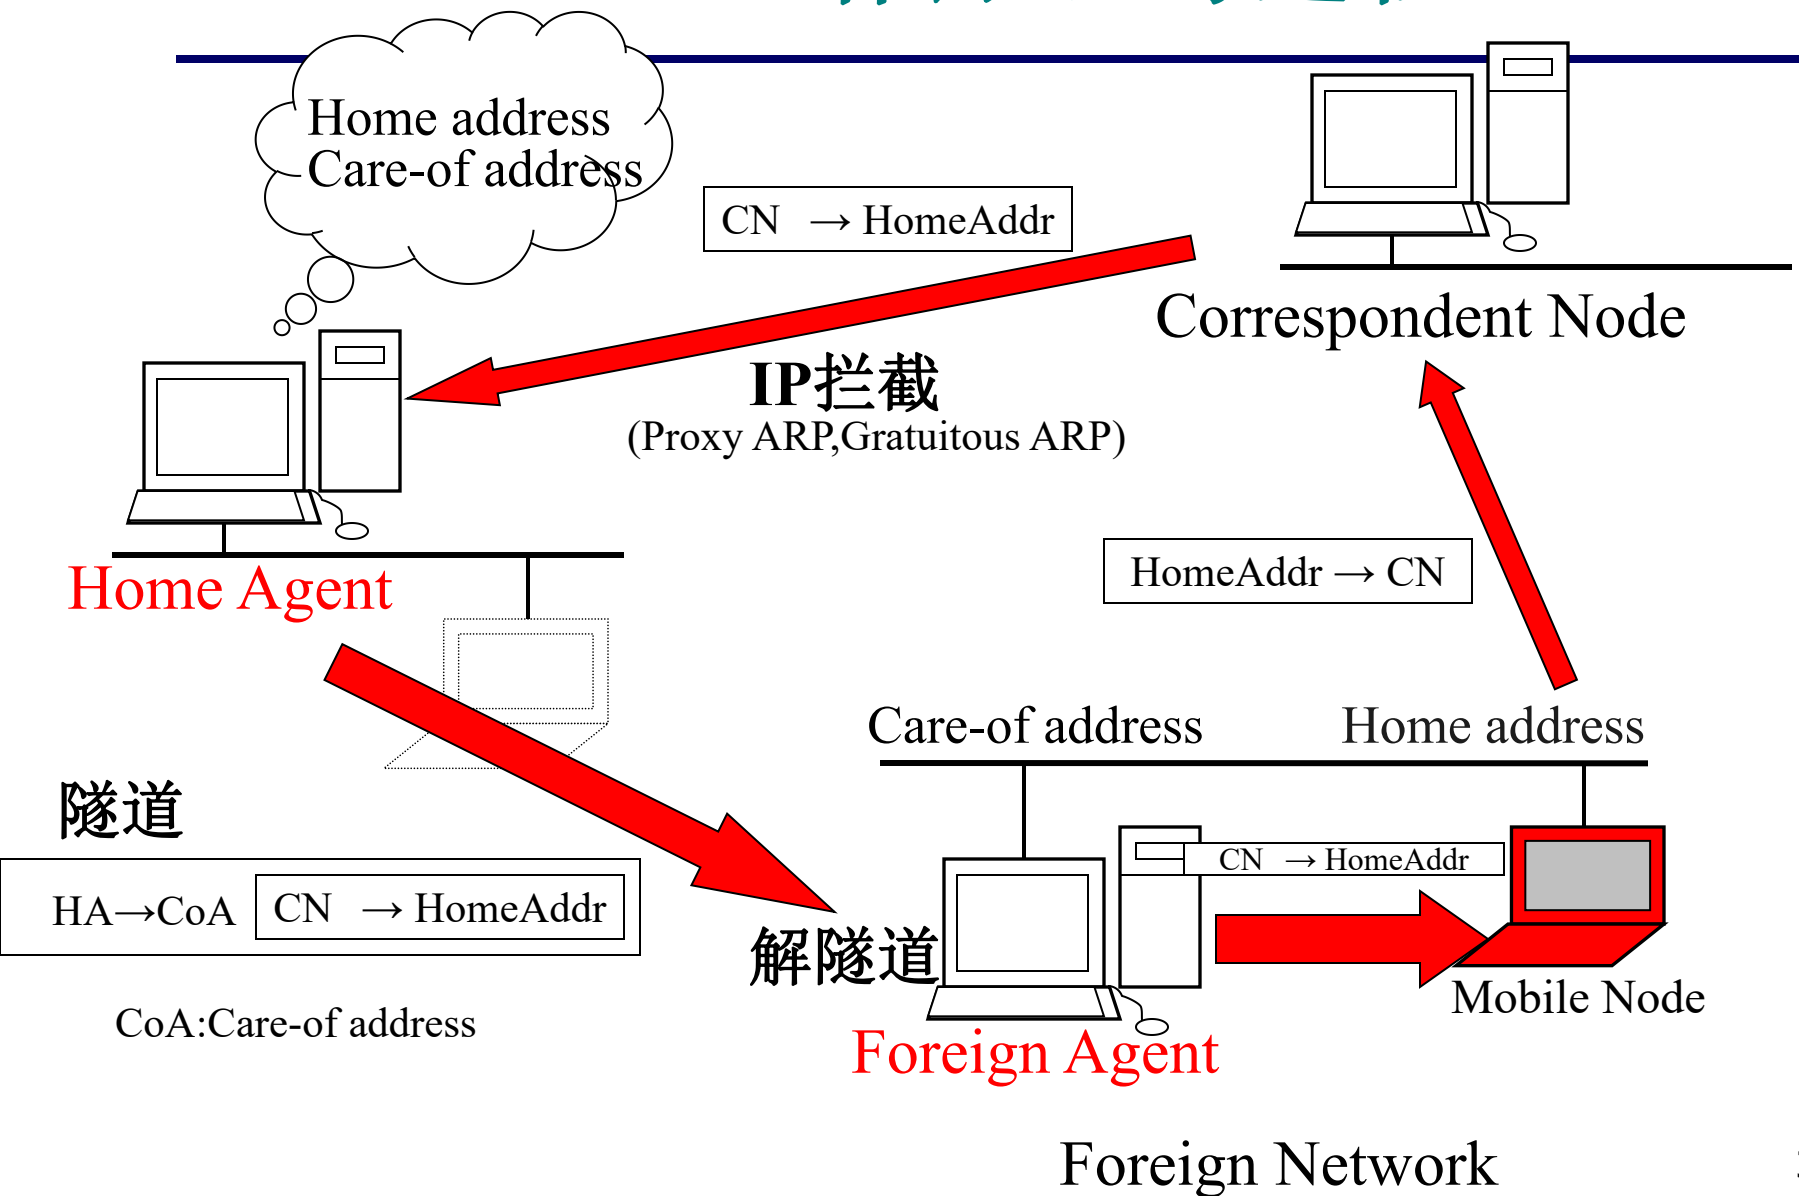 Home address
Care-of address
CN → HomeAddr
Correspondent Node
IP拦截
(Proxy ARP,Gratuitous ARP)
Home Agent
HomeAddr → CN
Care-of address
Home address
隧道
CN → HomeAddr
HA→CoA
CN → HomeAddr
解隧道
Mobile Node
CoA:Care-of address
Foreign Agent
Foreign Network